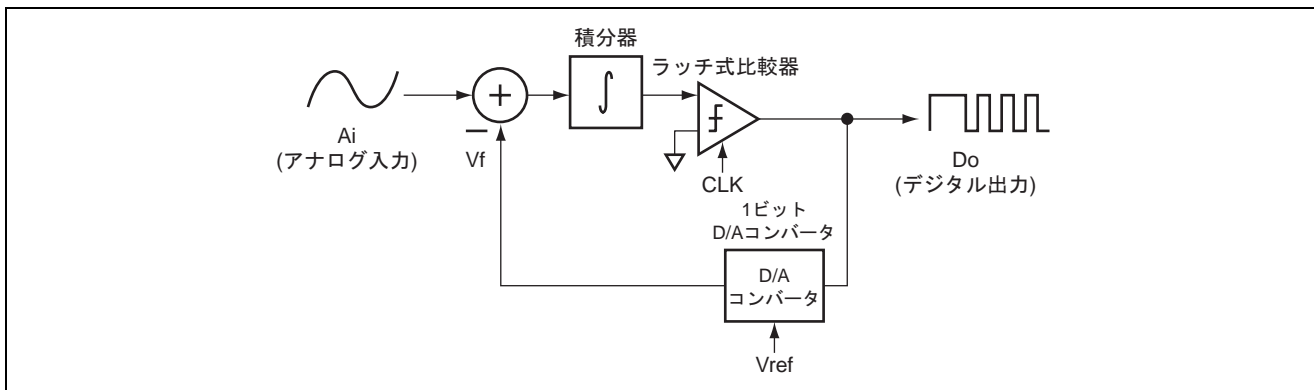 積分器
ラッチ式比較器
Ai
(アナログ入力)
Vf
CLK
Do
(デジタル出力)
1ビット
D/Aコンバータ
D/A
コンバータ
Vref